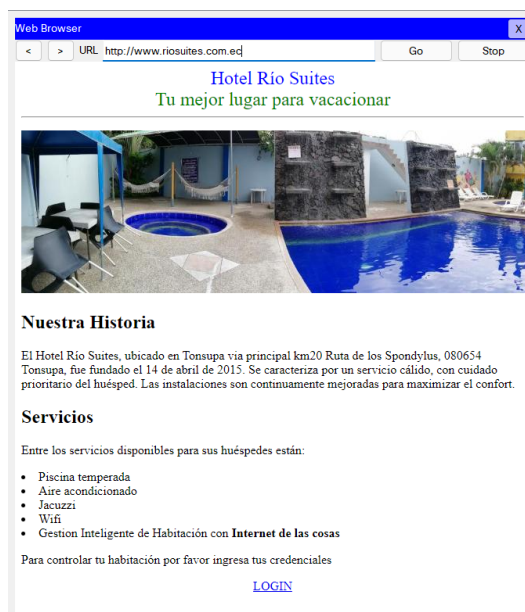 Web Browser X
< > URL http://www.riosuites.com.ec Go Stop
Hotel Río Suites
Tu mejor lugar para vacacionar
Nuestra Historia
El Hotel Río Suites, ubicado en Tonsupa via principal km20 Ruta de los Spondylus, 080654
Tonsupa, fue fundado el 14 de abril de 2015. Se caracteriza por un servicio cálido, con cuidado
prioritario del huésped. Las instalaciones son continuamente mejoradas para maximizar el confort.
Servicios
Entre los servicios disponibles para sus huéspedes están:
• Piscina temperada
• Aire acondicionado
• Jacuzzi
• Wifi
• Gestion Inteligente de Habitación con Internet de las cosas
Para controlar tu habitación por favor ingresa tus credenciales
LOGIN